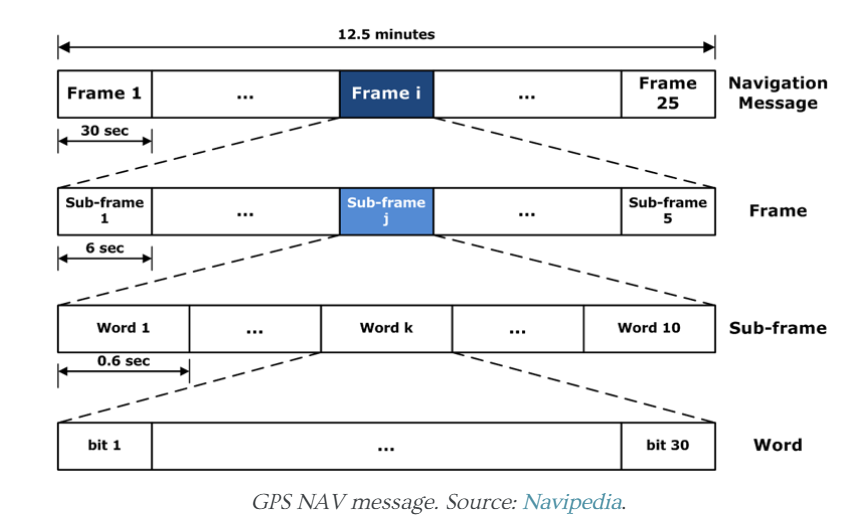 12.5 minutes
Frame 1 ... Frame i ... Frame 25 Navigation Message
30 sec
Sub-frame 1 ... Sub-frame j ... Sub-frame 5 Frame
6 sec
Word 1 ... Word k ... Word 10 Sub-frame
0.6 sec
bit 1 ... bit 30 Word
GPS NAV message. Source: Navipedia.